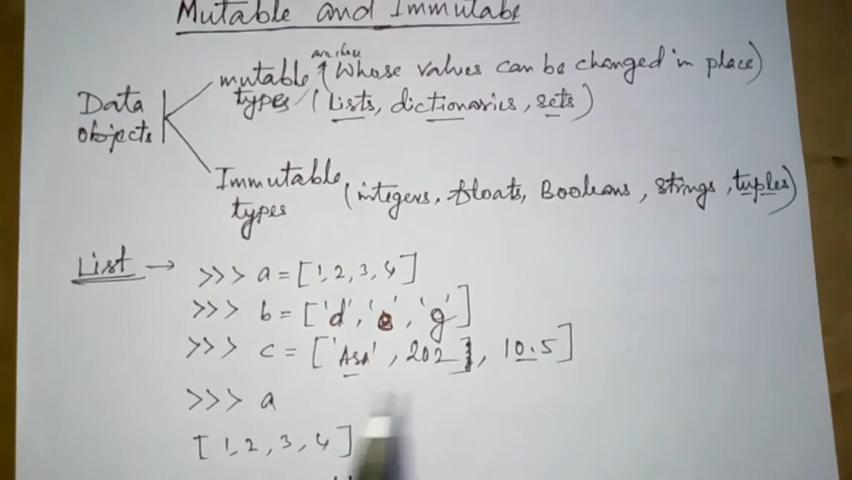 Mutable and Immutab
are those
mutable (Whose values can be changed in place)
Data types (Lists, dictionaries, sets)
objects
Immutable (integers, floats, Booleans, strings, tuples)
types
List → >>> a = [1,2,3,4]
>>> b = ['d', 'e', 'g']
>>> c = ['ASA', 202], 10.5]
>>> a
[1,2,3,4]